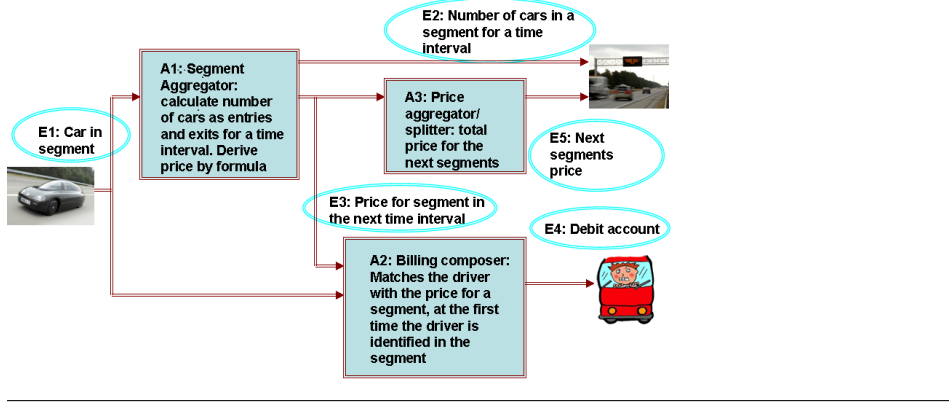 E2: Number of cars in a
segment for a time
interval
A1: Segment
Aggregator:
calculate number
of cars as entries
and exits for a time
interval. Derive
price by formula
A3: Price
aggregator/
splitter: total
price for the
next segments
E1: Car in
segment
E5: Next
segments
price
E3: Price for segment in
the next time interval
E4: Debit account
A2: Billing composer:
Matches the driver
with the price for a
segment, at the first
time the driver is
identified in the
segment